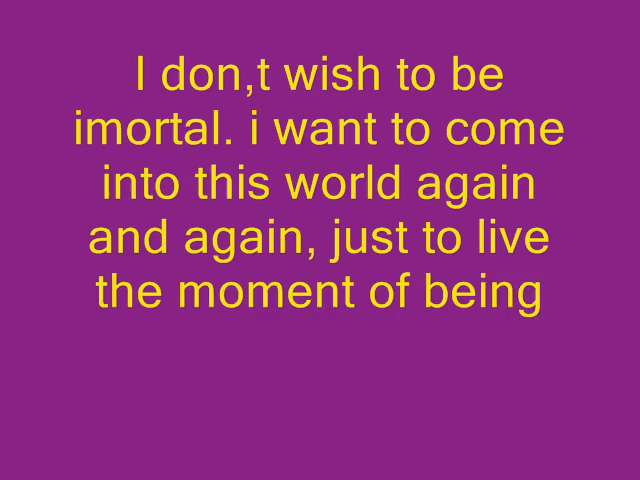 I don,t wish to be
imortal. i want to come
into this world again
and again, just to live
the moment of being